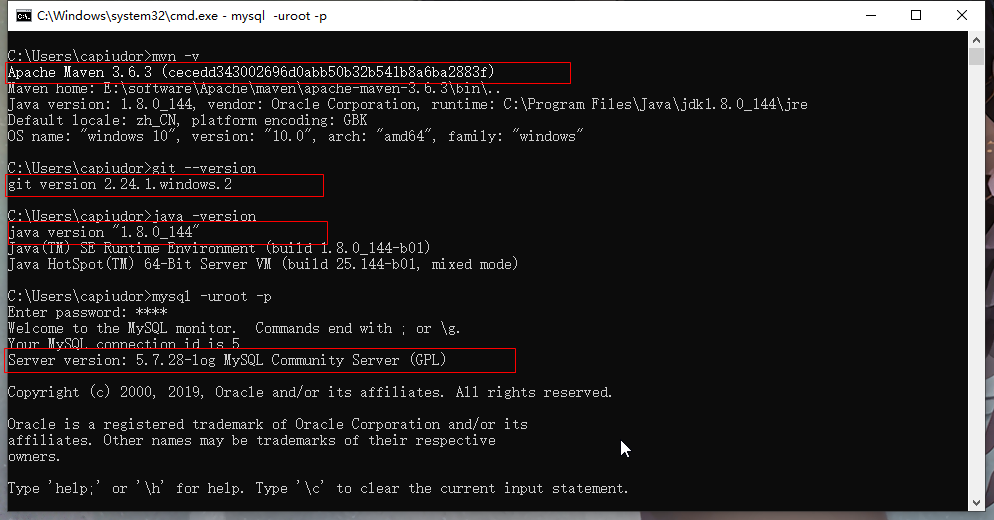 C:\Windows\system32\cmd.exe - mysql  -uroot -p
C:\Users\capiudor>mvn -v
Apache Maven 3.6.3 (cecedd343002696d0abb50b32b541b8a6ba2883f)
Maven home: E:\software\Apache\maven\apache-maven-3.6.3\bin\..
Java version: 1.8.0_144, vendor: Oracle Corporation, runtime: C:\Program Files\Java\jdk1.8.0_144\jre
Default locale: zh_CN, platform encoding: GBK
OS name: "windows 10", version: "10.0", arch: "amd64", family: "windows"
C:\Users\capiudor>git --version
git version 2.24.1.windows.2
C:\Users\capiudor>java -version
java version "1.8.0_144"
Java(TM) SE Runtime Environment (build 1.8.0_144-b01)
Java HotSpot(TM) 64-Bit Server VM (build 25.144-b01, mixed mode)
C:\Users\capiudor>mysql -uroot -p
Enter password: ****
Welcome to the MySQL monitor.  Commands end with ; or \g.
Your MySQL connection id is 5
Server version: 5.7.28-log MySQL Community Server (GPL)
Copyright (c) 2000, 2019, Oracle and/or its affiliates. All rights reserved.
Oracle is a registered trademark of Oracle Corporation and/or its
affiliates. Other names may be trademarks of their respective
owners.
Type 'help;' or '\h' for help. Type '\c' to clear the current input statement.